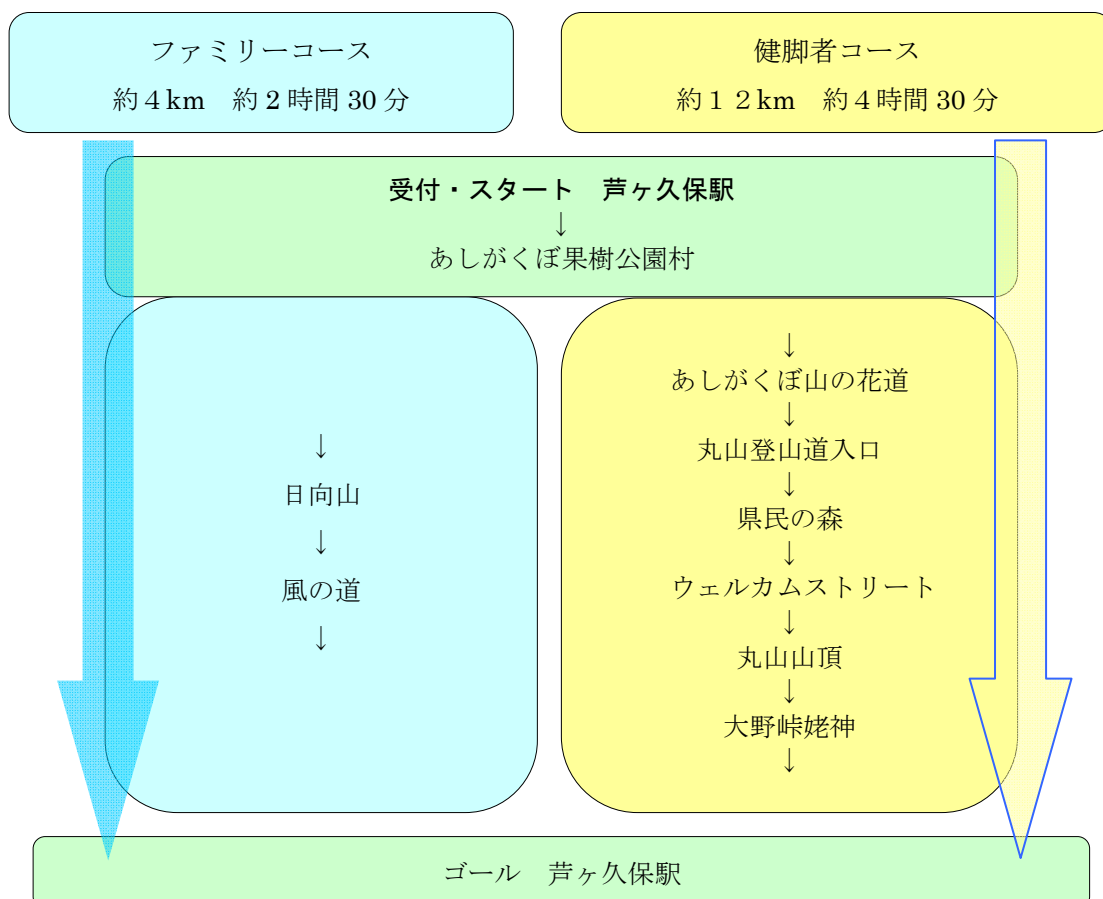 ファミリーコース
約４km　約２時間 30 分
健脚者コース
約１２km　約４時間 30 分
受付・スタート　芦ヶ久保駅
↓
あしがくぼ果樹公園村
↓
日向山
↓
風の道
↓
↓
あしがくぼ山の花道
↓
丸山登山道入口
↓
県民の森
↓
ウェルカムストリート
↓
丸山山頂
↓
大野峠姥神
↓
ゴール　芦ヶ久保駅